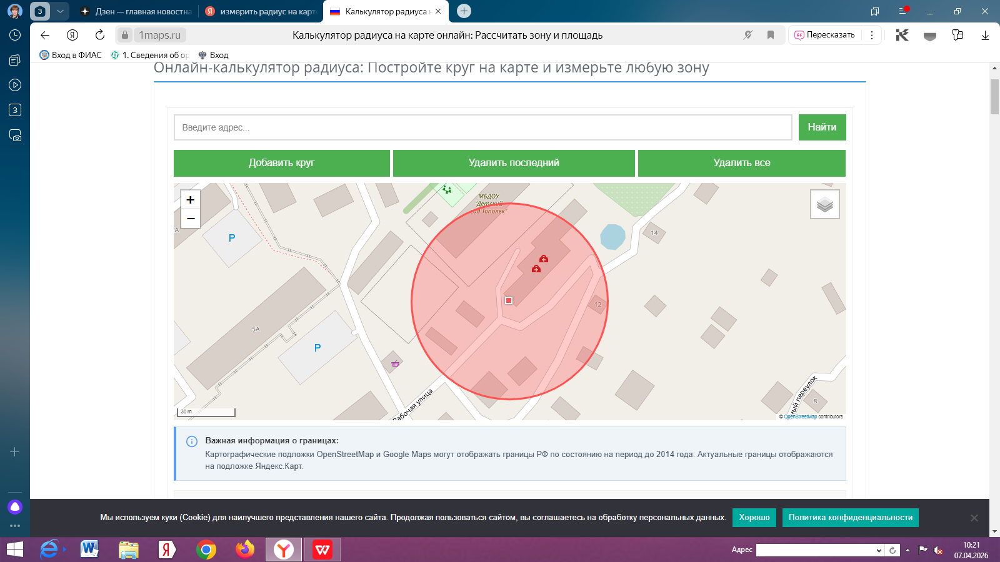 3
Дзен — главная новостна
измерить радиус на карт
Калькулятор радиуса н
1maps.ru
Калькулятор радиуса на карте онлайн: Рассчитать зону и площадь
Пересказать
Вход в ФИАС
1. Сведения об ор
Вход
3
Онлайн-калькулятор радиуса: Постройте круг на карте и измерьте любую зону
Введите адрес...
Найти
Добавить круг
Удалить последний
Удалить все
+
−
МБДОУ
"Детский
сад Тополёк"
P
14
12
5А
P
Рабочая улица
ный переулок
8
30 m
© OpenStreetMap contributors
Важная информация о границах:
Картографические подложки OpenStreetMap и Google Maps могут отображать границы РФ по состоянию на период до 2014 года. Актуальные границы отображаются
на подложке Яндекс.Карт.
Мы используем куки (Cookie) для наилучшего представления нашего сайта. Продолжая пользоваться сайтом, вы соглашаетесь на обработку персональных данных.
Хорошо
Политика конфиденциальности
Адрес
10:21
07.04.2026